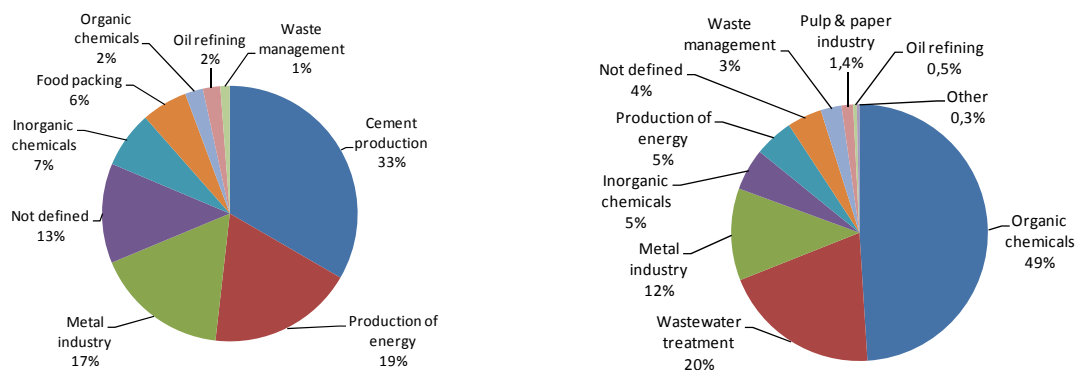 Organic
chemicals
2%
Oil refining
2%
Waste
management
1%
Food packing
6%
Inorganic
chemicals
7%
Cement
production
33%
Not defined
13%
Metal
industry
17%
Production of
energy
19%
Waste
management
3%
Pulp & paper
industry
1,4%
Oil refining
0,5%
Not defined
4%
Other
0,3%
Production of
energy
5%
Inorganic
chemicals
5%
Organic
chemicals
49%
Metal
industry
12%
Wastewater
treatment
20%